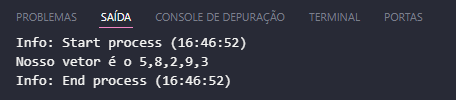 PROBLEMAS SAÍDA CONSOLE DE DEPURAÇÃO TERMINAL PORTAS
Info: Start process (16:46:52)
Nosso vetor é o 5,8,2,9,3
Info: End process (16:46:52)